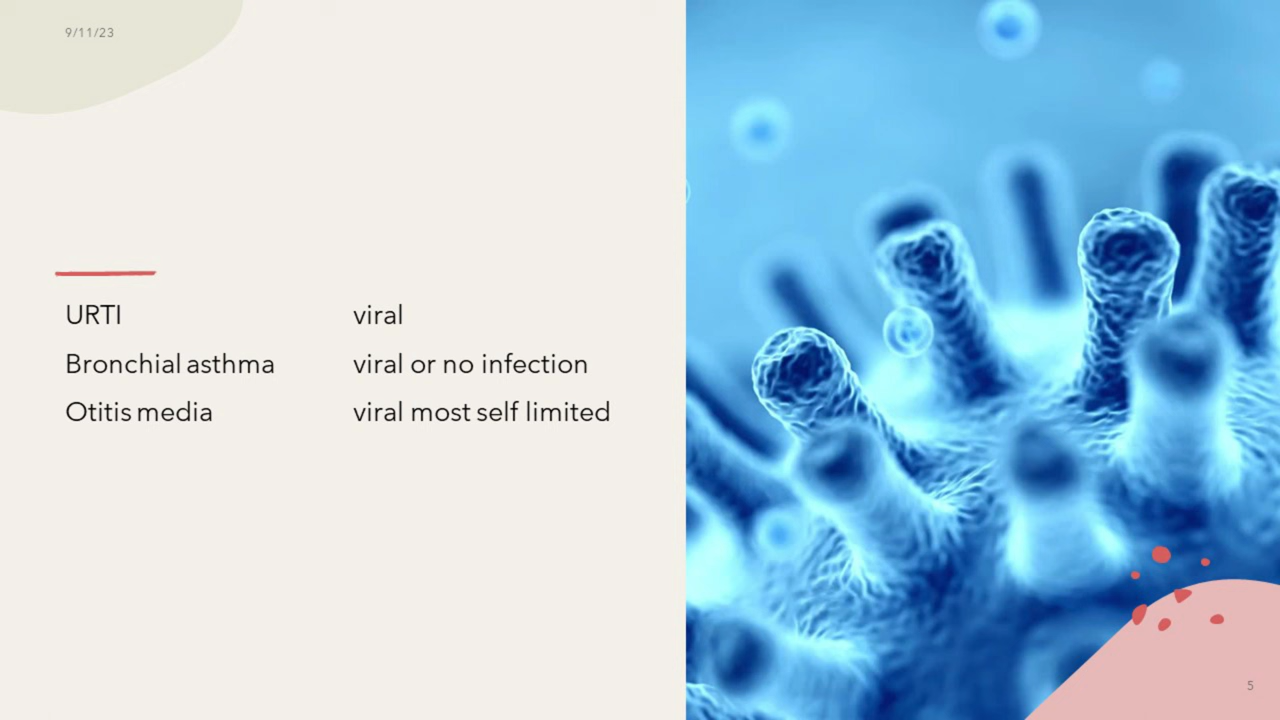 9/11/23
URTI viral
Bronchial asthma viral or no infection
Otitis media viral most self limited
5